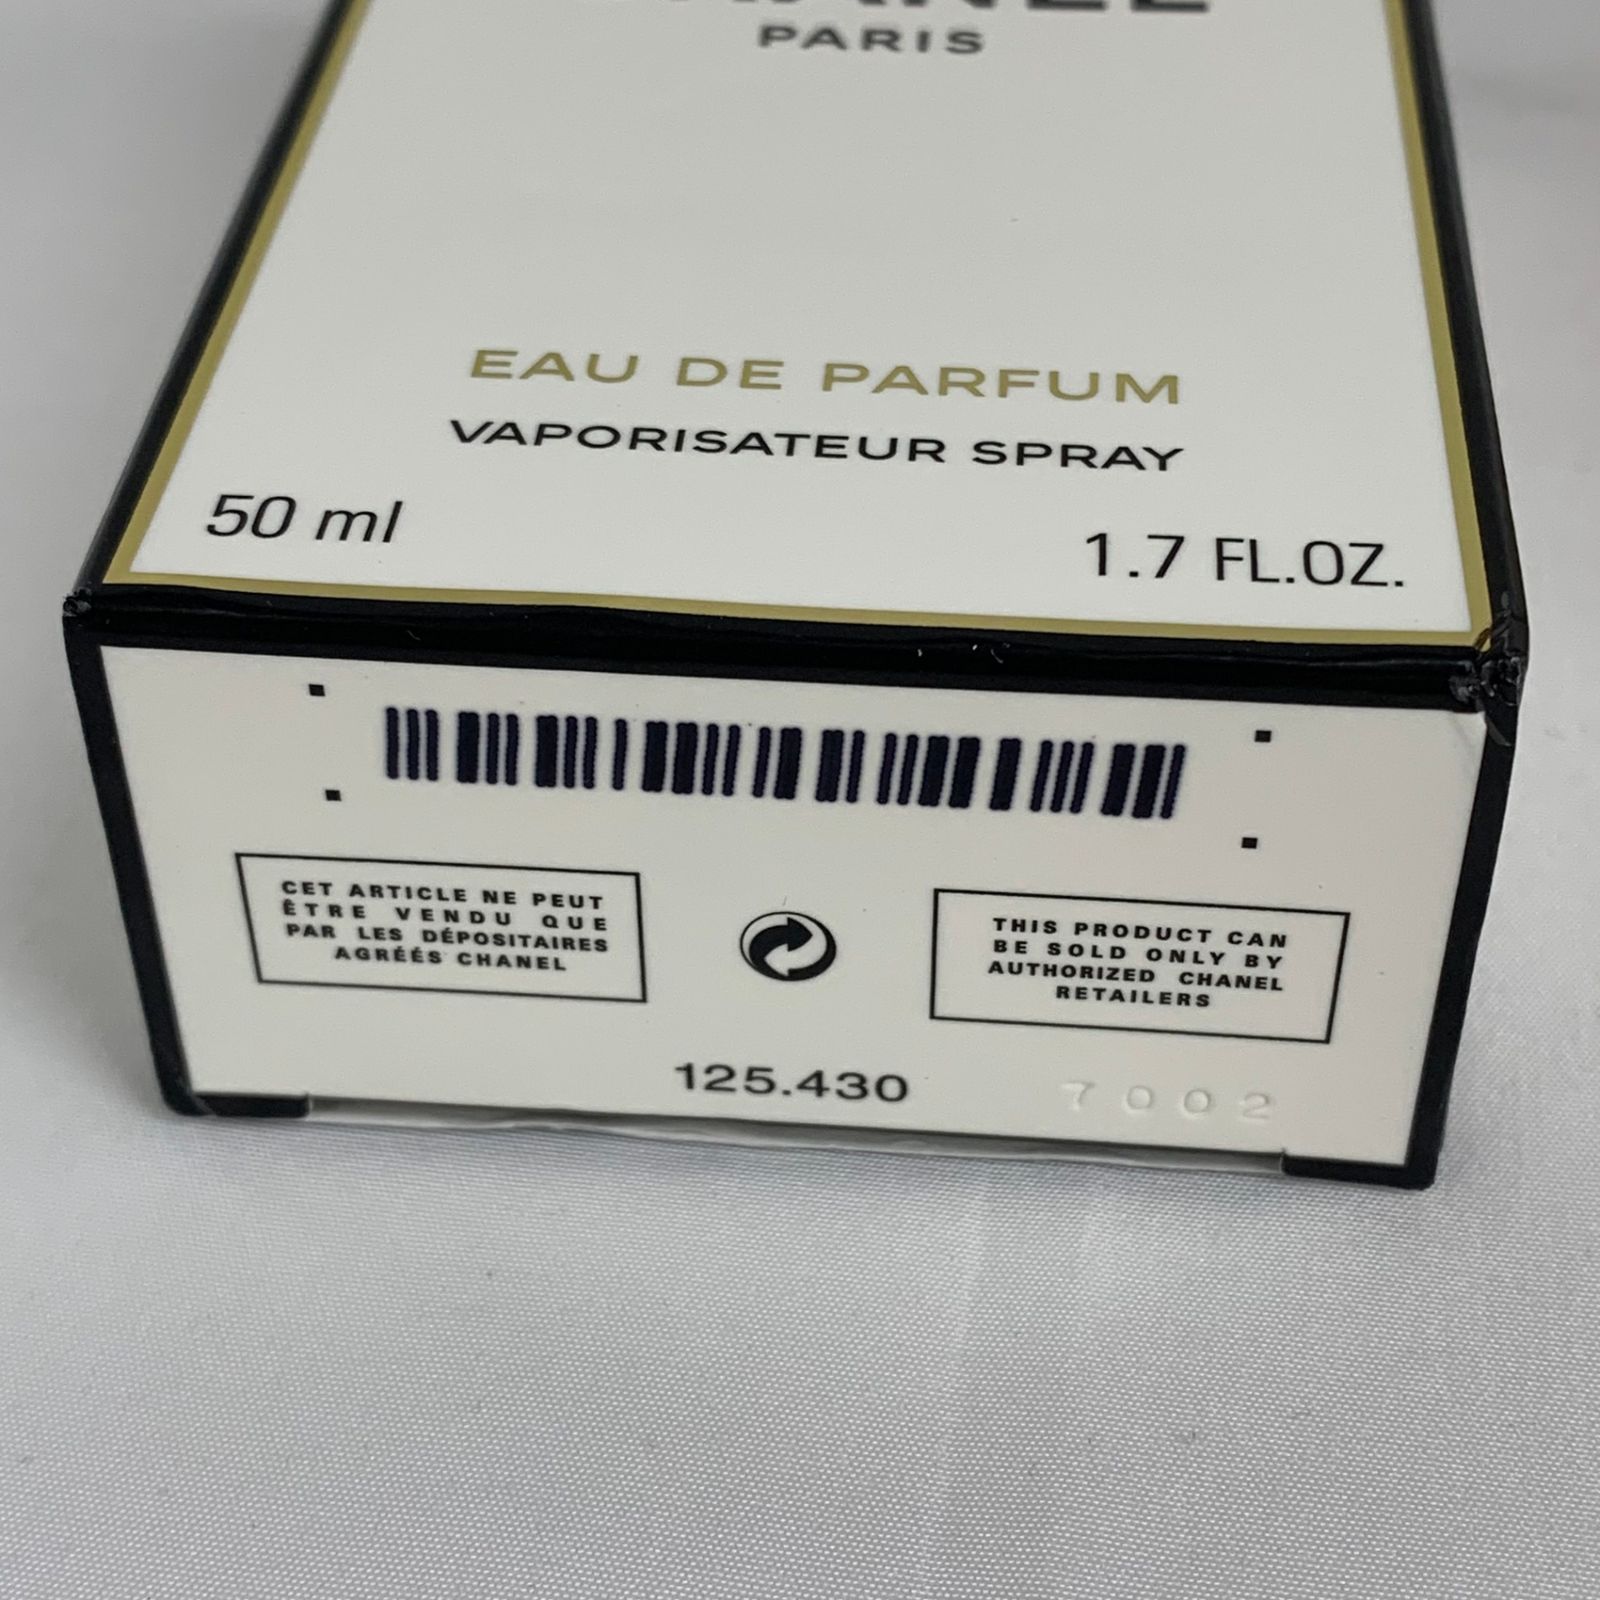 CHANEL
PARIS
EAU DE PARFUM
VAPORISATEUR SPRAY
50 ml
1.7 FL.OZ.
CET ARTICLE NE PEUT
ÊTRE VENDU QUE
PAR LES DÉPOSITAIRES
AGRÉÉS CHANEL
THIS PRODUCT CAN
BE SOLD ONLY BY
AUTHORIZED CHANEL
RETAILERS
125.430
7002